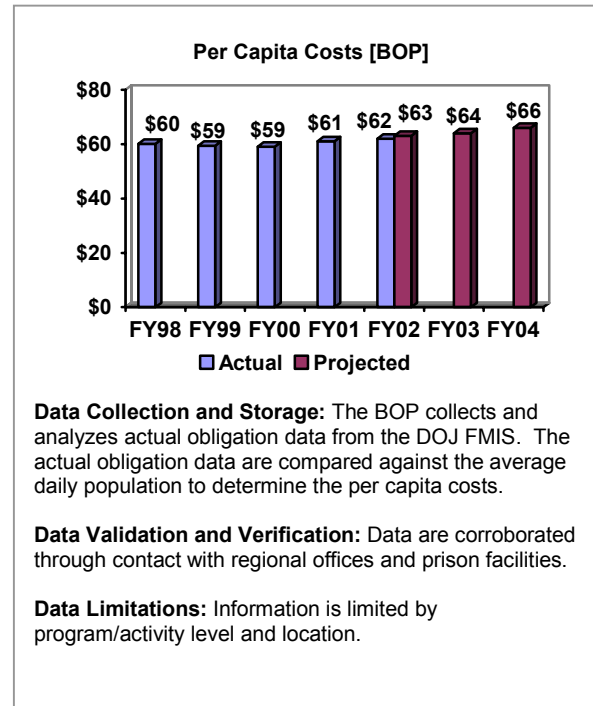 Per Capita Costs [BOP]
$80
$60
$40
$20
$0
$60 $59 $59 $61 $62 $63 $64 $66
FY98 FY99 FY00 FY01 FY02 FY03 FY04
Actual Projected
Data Collection and Storage: The BOP collects and
analyzes actual obligation data from the DOJ FMIS. The
actual obligation data are compared against the average
daily population to determine the per capita costs.
Data Validation and Verification: Data are corroborated
through contact with regional offices and prison facilities.
Data Limitations: Information is limited by
program/activity level and location.